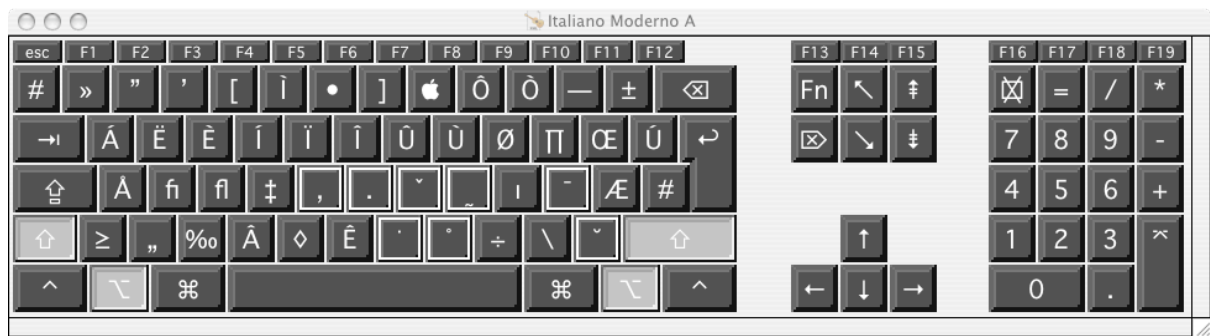 Italiano Moderno A
esc F1 F2 F3 F4 F5 F6 F7 F8 F9 F10 F11 F12 F13 F14 F15 F16 F17 F18 F19
# » ” ’ [ Ì • ] Ô Ò — ± ⌫ Fn ↖ ⇞ = / *
⇥ Á Ë È Í Ï Î Û Ù Ø ∏ Œ Ú ↩ ⌦ ↘ ⇟ 7 8 9 -
Å fi fl ‡ ‚ . ˇ ˷ ı ¯ Æ # 4 5 6 +
⇧ ≥ „ ‰ Â ◊ Ê ˙ ˚ ÷ \ ˘ ⇧ ↑ 1 2 3 ⌤
^ ⌥ ⌘ ⌘ ⌥ ^ ← ↓ → 0 .